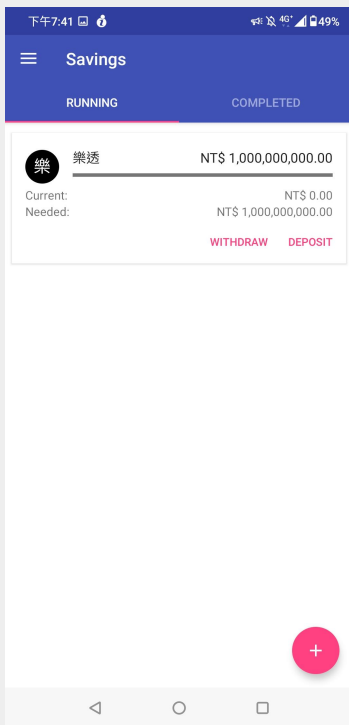 下午7:41 4G+ 49%
Savings
RUNNING COMPLETED
樂 樂透 NT$ 1,000,000,000.00
Current: NT$ 0.00
Needed: NT$ 1,000,000,000.00
WITHDRAW DEPOSIT
+